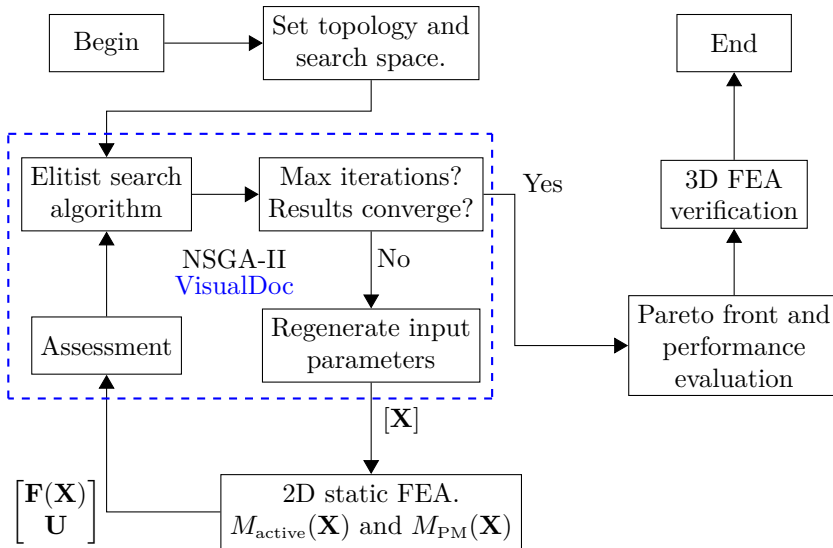 Begin
Set topology and
search space.
End
Elitist search
algorithm
Max iterations?
Results converge?
Yes
3D FEA
verification
NSGA-II
VisualDoc
No
Assessment
Regenerate input
parameters
Pareto front and
performance
evaluation
[X]
F(X)
U
2D static FEA.
M_active(X) and M_PM(X)